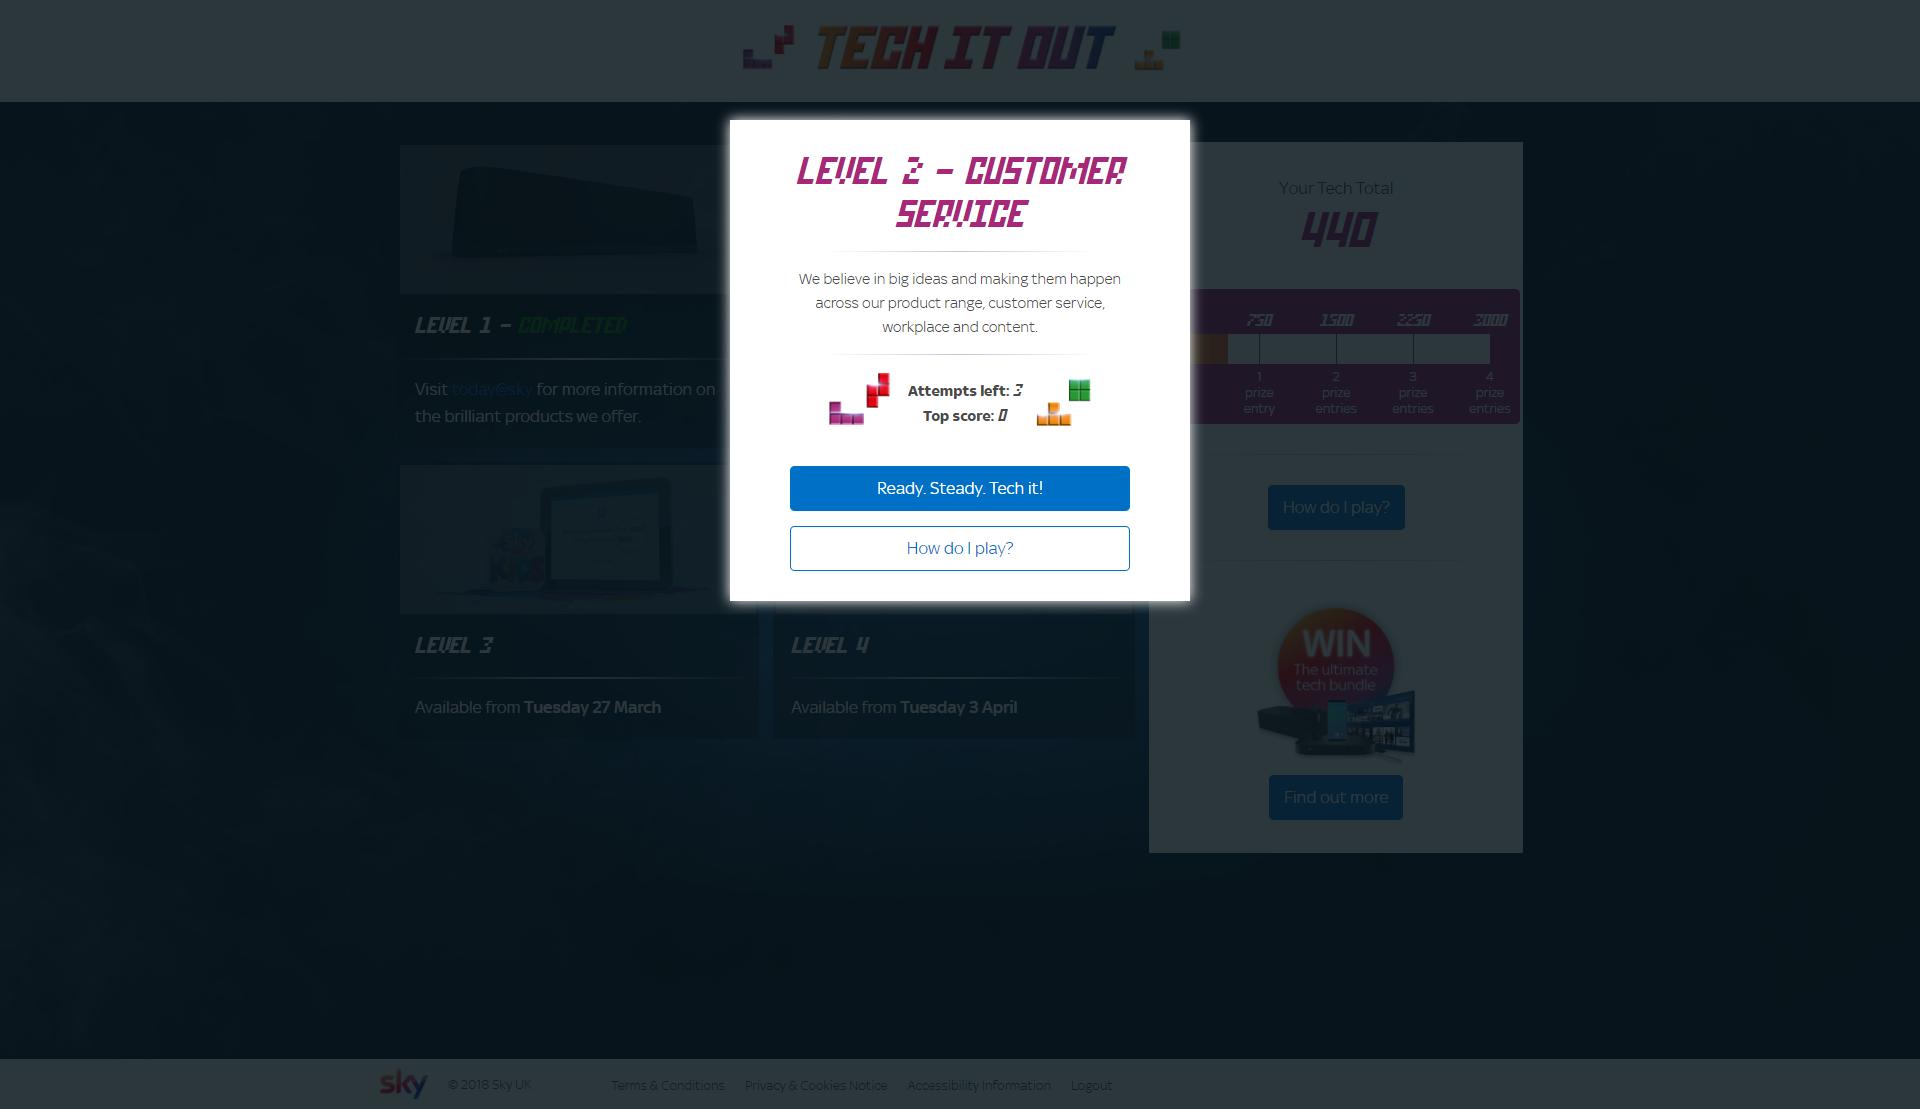 TECH IT OUT
LEVEL 2 - CUSTOMER
SERVICE
We believe in big ideas and making them happen
across our product range, customer service,
workplace and content.
Attempts left: 3
Top score: 0
Ready. Steady. Tech it!
How do I play?
LEVEL 1 - COMPLETED
Visit today@sky for more information on
the brilliant products we offer.
sky
KIDS
LEVEL 3
Available from Tuesday 27 March
LEVEL 4
Available from Tuesday 3 April
Your Tech Total
440
750 1500 2250 3000
1 2 3 4
prize prize prize prize
entry entries entries entries
How do I play?
WIN
The ultimate
tech bundle
Find out more
sky © 2018 Sky UK Terms & Conditions Privacy & Cookies Notice Accessibility Information Logout